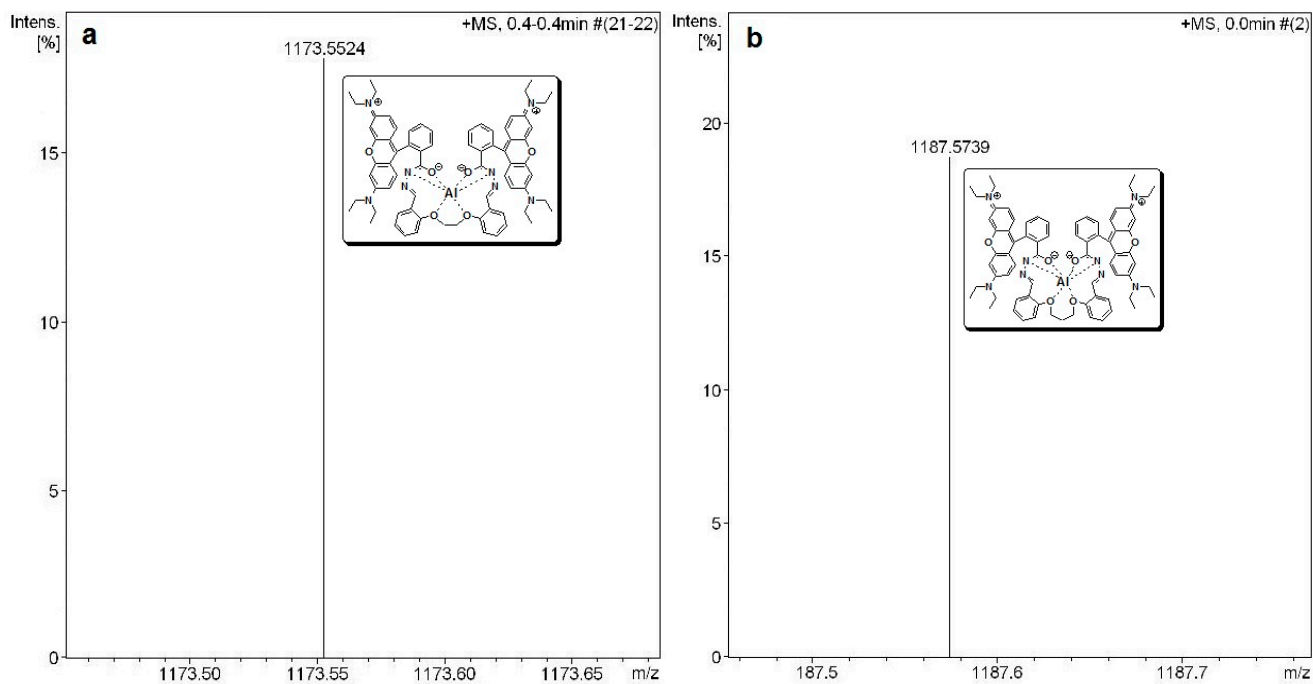 Intens.
[%]
a
+MS, 0.4-0.4min #(21-22)
1173.5524
15
10
5
0
1173.50
1173.55
1173.60
1173.65
m/z
N
⊕
N
⊕
O
O
N
O
⊖
⊖
O
N
N
Al
N
N
O
O
N
Intens.
[%]
b
+MS, 0.0min #(2)
20
1187.5739
15
10
5
0
187.5
1187.6
1187.7
m/z
N
⊕
N
⊕
O
O
N
O
⊖
⊖
O
N
N
Al
N
N
O
O
N